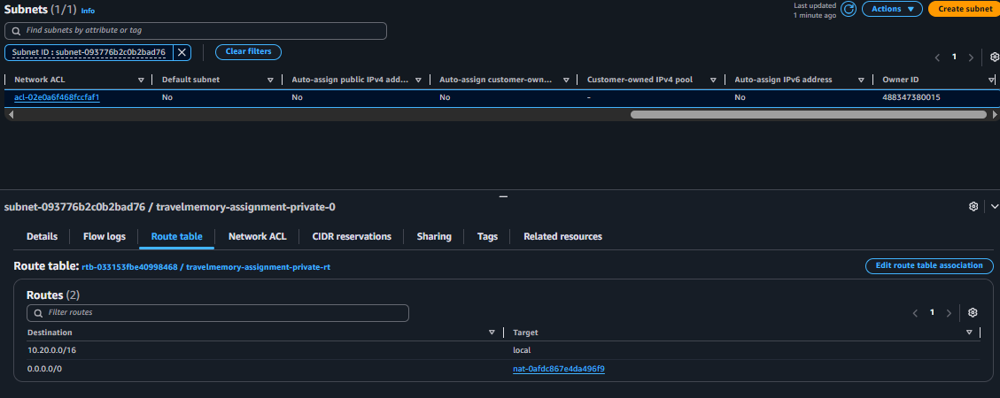 Subnets (1/1) Info
Last updated
1 minute ago
Actions
Create subnet
Find subnets by attribute or tag
Subnet ID : subnet-093776b2c0b2bad76
Clear filters
1
Network ACL Default subnet Auto-assign public IPv4 add... Auto-assign customer-own... Customer-owned IPv4 pool Auto-assign IPv6 address Owner ID
acl-02e0a6f468fccfaf1 No No No - No 488347380015
subnet-093776b2c0b2bad76 / travelmemory-assignment-private-0
Details Flow logs Route table Network ACL CIDR reservations Sharing Tags Related resources
Route table: rtb-033153fbe40998468 / travelmemory-assignment-private-rt
Edit route table association
Routes (2)
Filter routes
1
Destination Target
10.20.0.0/16 local
0.0.0.0/0 nat-0afdc867e4da496f9